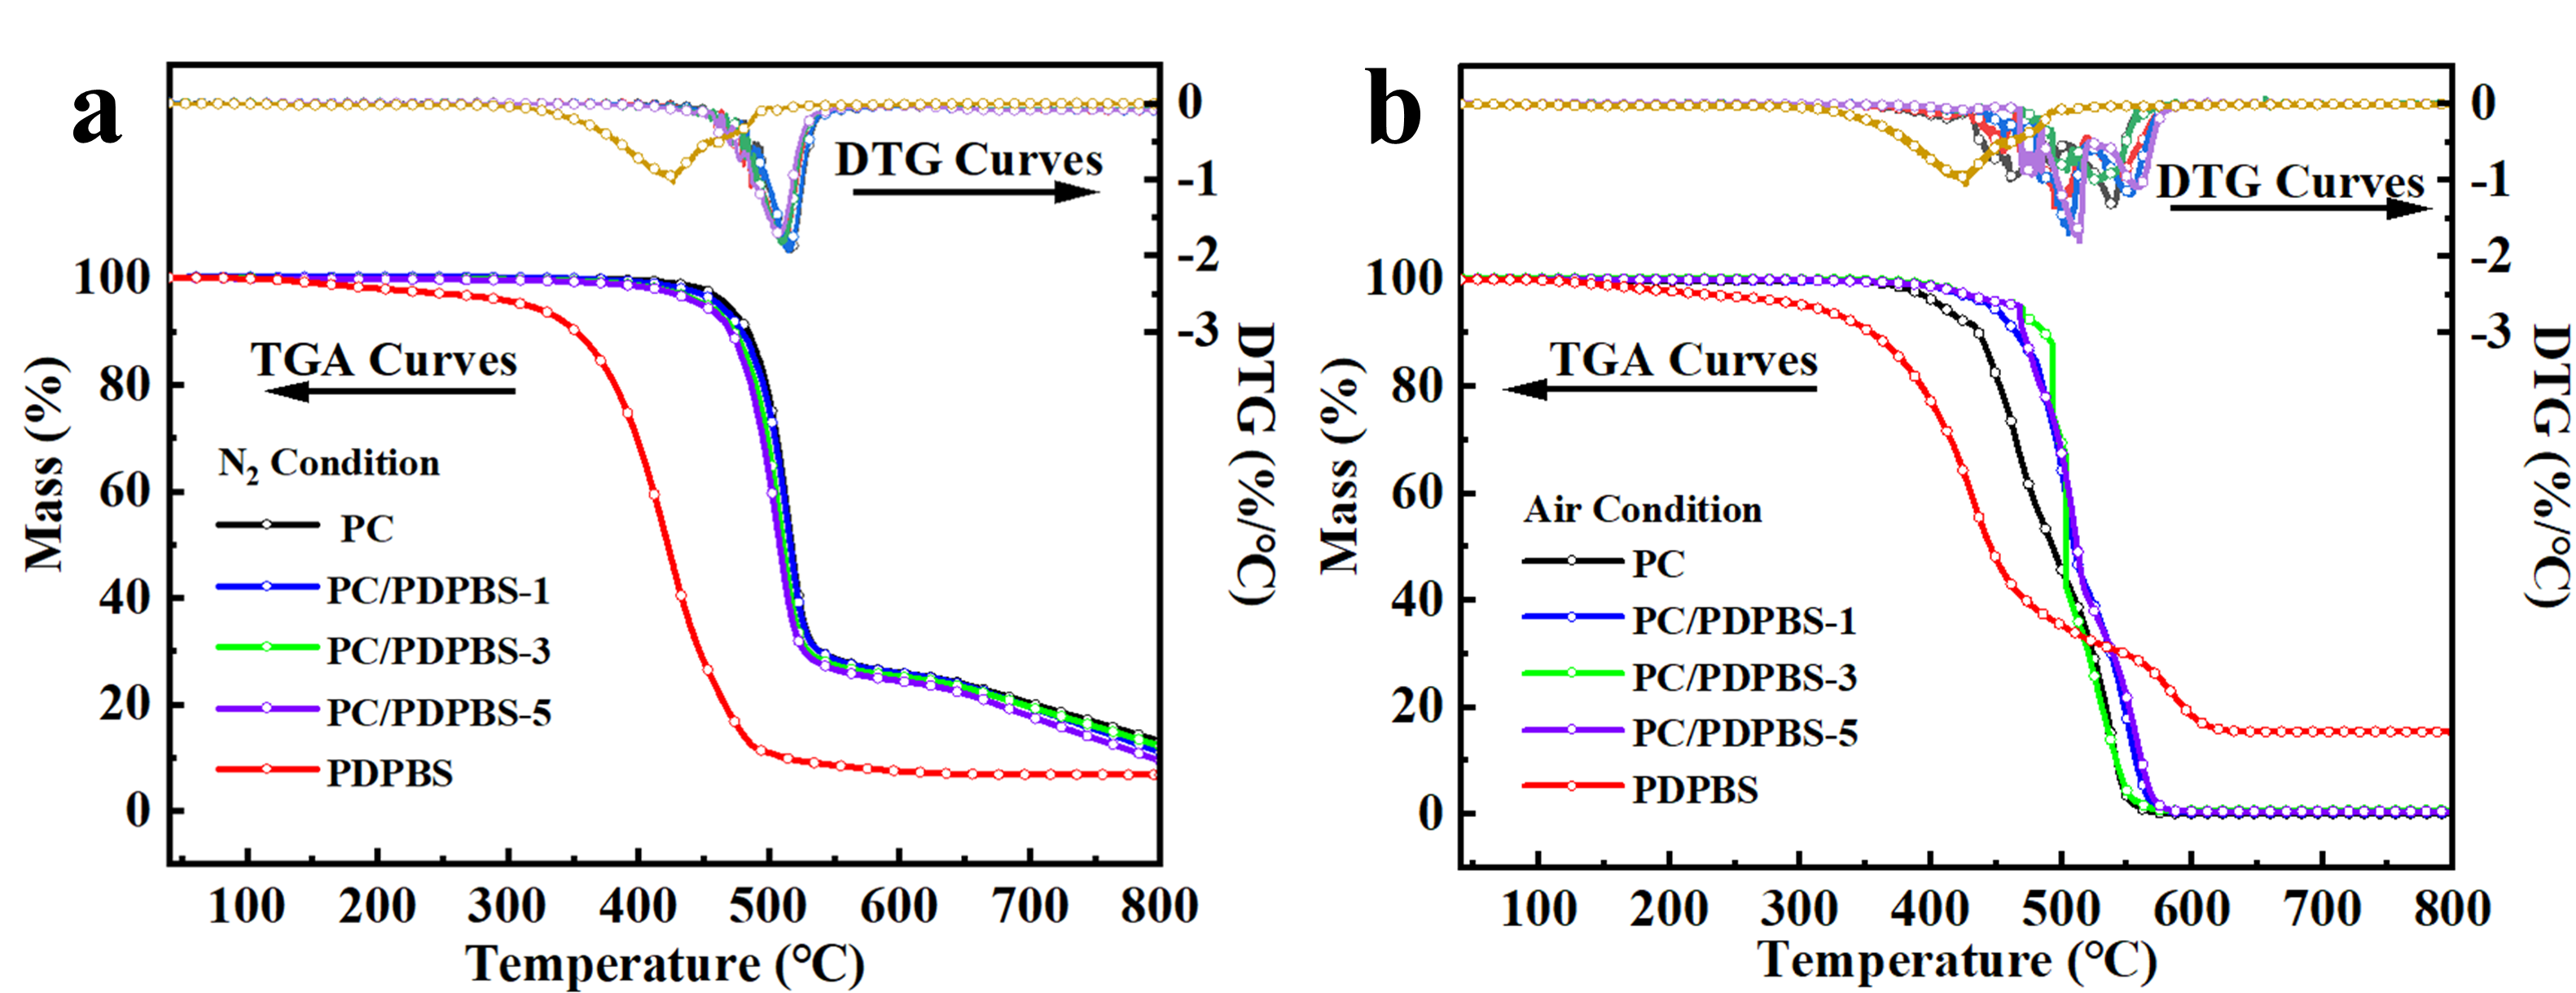 a
0
-1
-2
-3
DTG Curves
100
80
60
40
20
0
TGA Curves
N2 Condition
PC
PC/PDPBS-1
PC/PDPBS-3
PC/PDPBS-5
PDPBS
Mass (%)
DTG (%/°C)
100 200 300 400 500 600 700 800
Temperature (°C)
b
0
-1
-2
-3
DTG Curves
100
80
60
40
20
0
TGA Curves
Air Condition
PC
PC/PDPBS-1
PC/PDPBS-3
PC/PDPBS-5
PDPBS
Mass (%)
DTG (%/°C)
100 200 300 400 500 600 700 800
Temperature (°C)